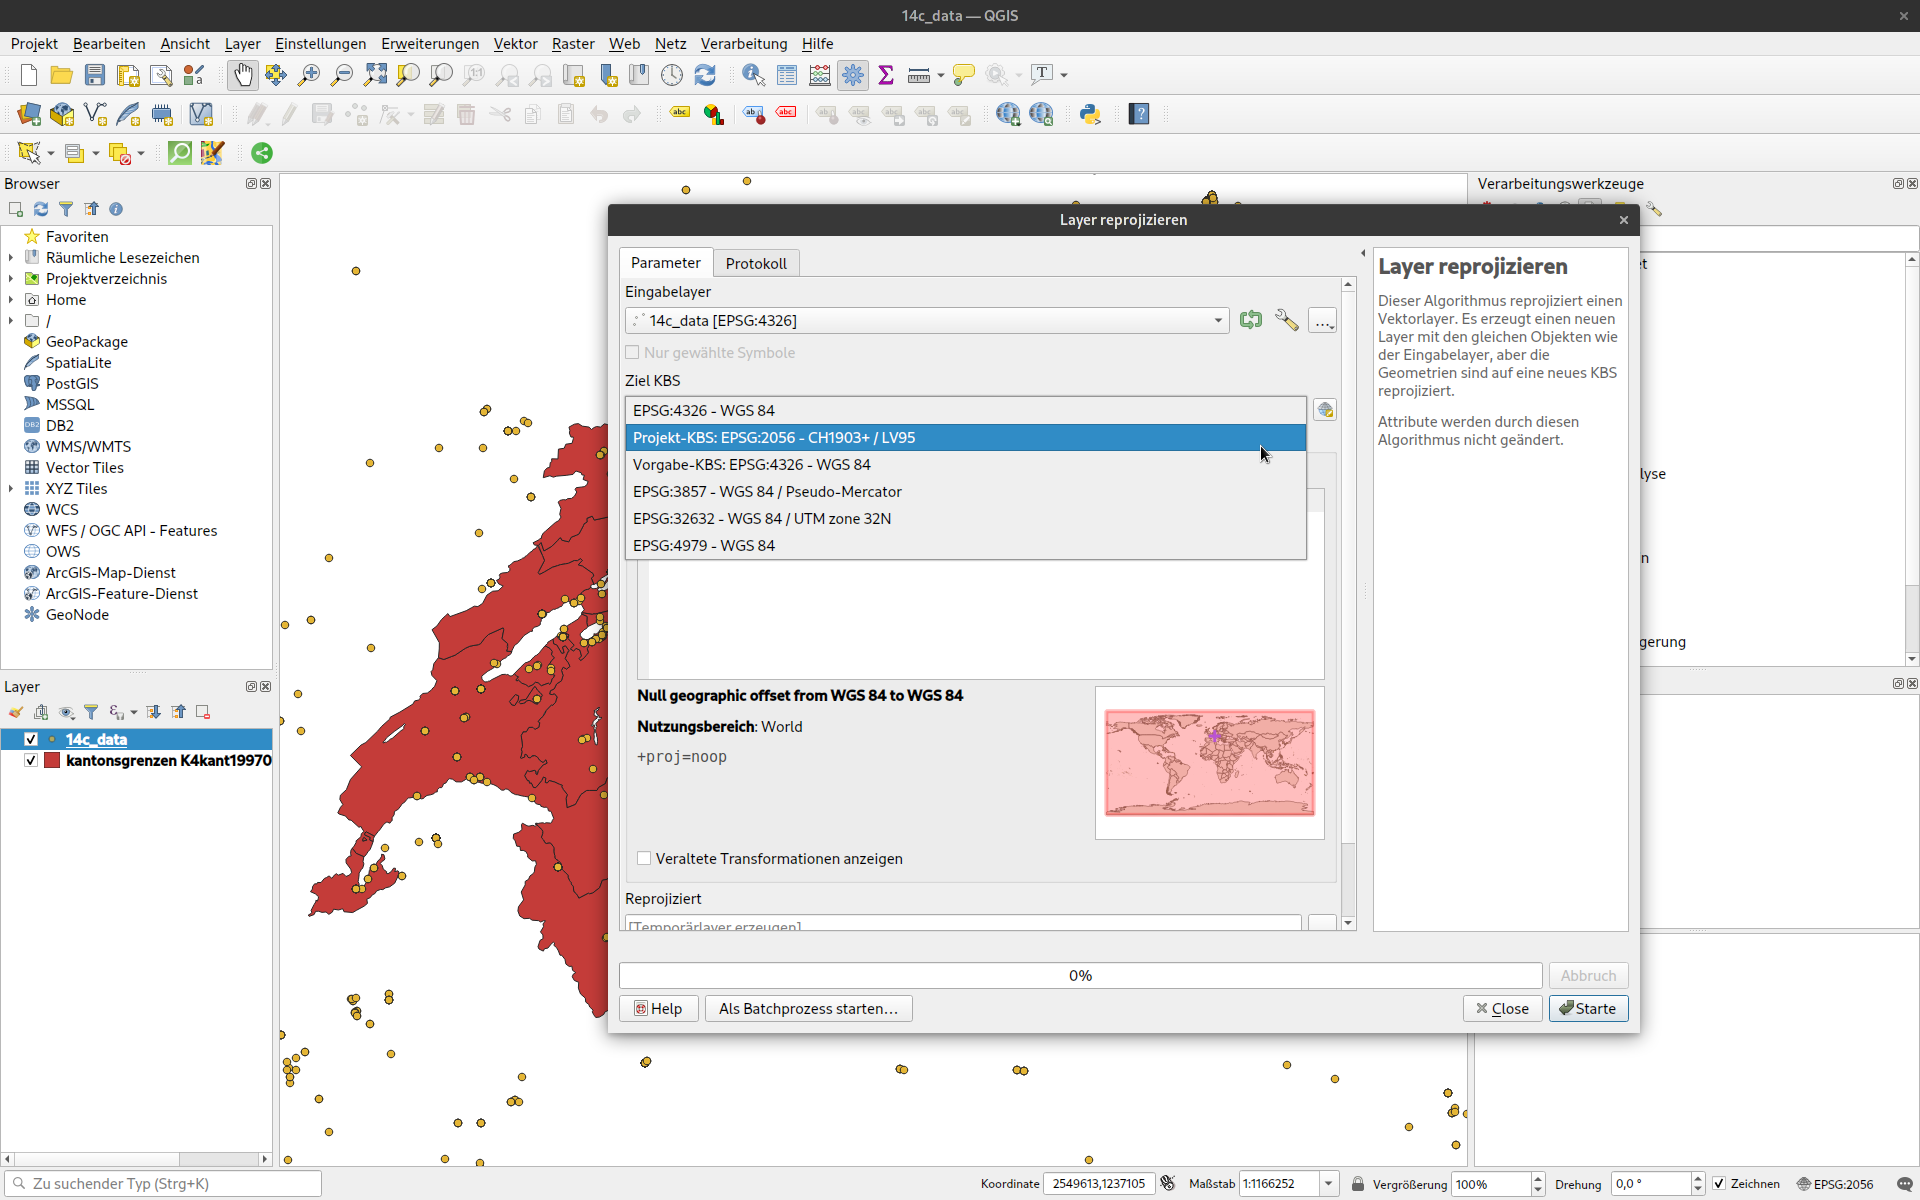 14c_data — QGIS
Projekt Bearbeiten Ansicht Layer Einstellungen Erweiterungen Vektor Raster Web Netz Verarbeitung Hilfe
Browser
Favoriten
Räumliche Lesezeichen
Projektverzeichnis
Home
/
GeoPackage
SpatiaLite
PostGIS
MSSQL
DB2
WMS/WMTS
Vector Tiles
XYZ Tiles
WCS
WFS / OGC API - Features
OWS
ArcGIS-Map-Dienst
ArcGIS-Feature-Dienst
GeoNode
Layer
14c_data
kantonsgrenzen K4kant19970
Layer reprojizieren
Parameter Protokoll
Eingabelayer
14c_data [EPSG:4326]
…
Nur gewählte Symbole
Ziel KBS
EPSG:4326 - WGS 84
Projekt-KBS: EPSG:2056 - CH1903+ / LV95
Vorgabe-KBS: EPSG:4326 - WGS 84
EPSG:3857 - WGS 84 / Pseudo-Mercator
EPSG:32632 - WGS 84 / UTM zone 32N
EPSG:4979 - WGS 84
Null geographic offset from WGS 84 to WGS 84
Nutzungsbereich: World
+proj=noop
Veraltete Transformationen anzeigen
Reprojiziert
[Temporärlayer erzeugen]
0%
Abbruch
Help
Als Batchprozess starten…
Close
Starte
Layer reprojizieren
Dieser Algorithmus reprojiziert einen
Vektorlayer. Es erzeugt einen neuen
Layer mit den gleichen Objekten wie
der Eingabelayer, aber die
Geometrien sind auf eine neues KBS
reprojiziert.
Attribute werden durch diesen
Algorithmus nicht geändert.
Verarbeitungswerkzeuge
et
lyse
n
gerung
Zu suchender Typ (Strg+K)
Koordinate 2549613,1237105 Maßstab 1:1166252 Vergrößerung 100% Drehung 0,0 ° Zeichnen EPSG:2056